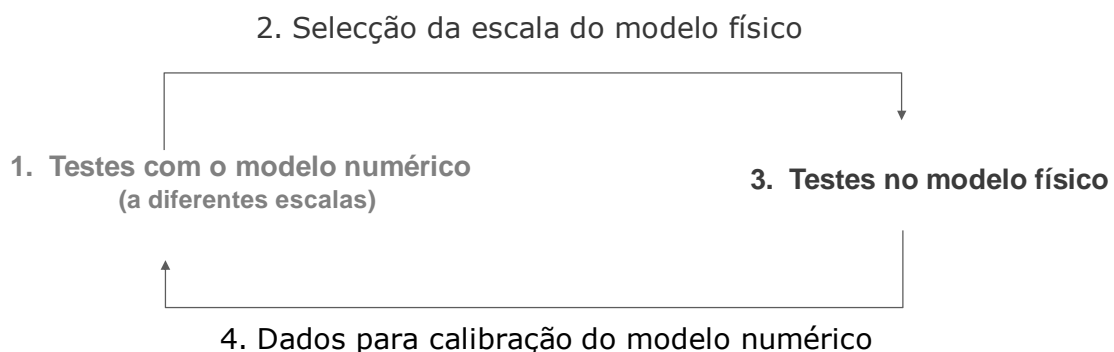 2. Selecção da escala do modelo físico
1. Testes com o modelo numérico
(a diferentes escalas)
3. Testes no modelo físico
4. Dados para calibração do modelo numérico